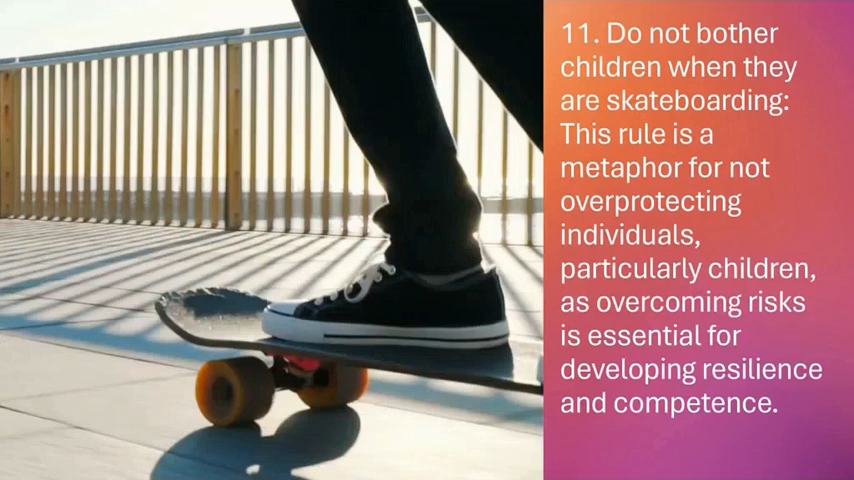 11. Do not bother
children when they
are skateboarding:
This rule is a
metaphor for not
overprotecting
individuals,
particularly children,
as overcoming risks
is essential for
developing resilience
and competence.